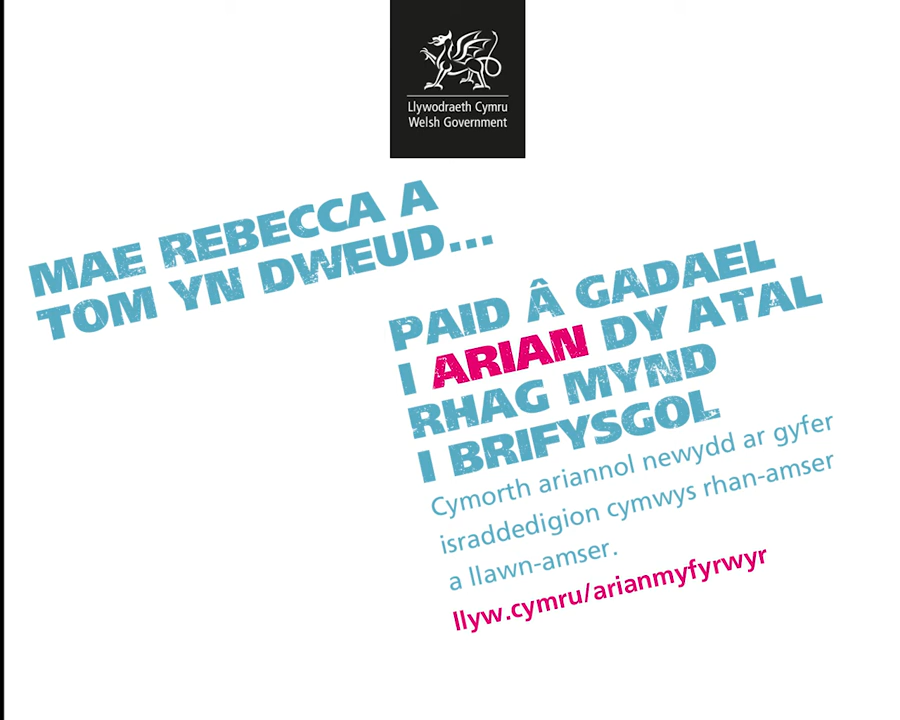 Llywodraeth Cymru
Welsh Government
MAE REBECCA A
TOM YN DWEUD...
PAID Â GADAEL
I ARIAN DY ATAL
RHAG MYND
I BRIFYSGOL
Cymorth ariannol newydd ar gyfer
israddedigion cymwys rhan-amser
a llawn-amser.
llyw.cymru/arianmyfyrwyr